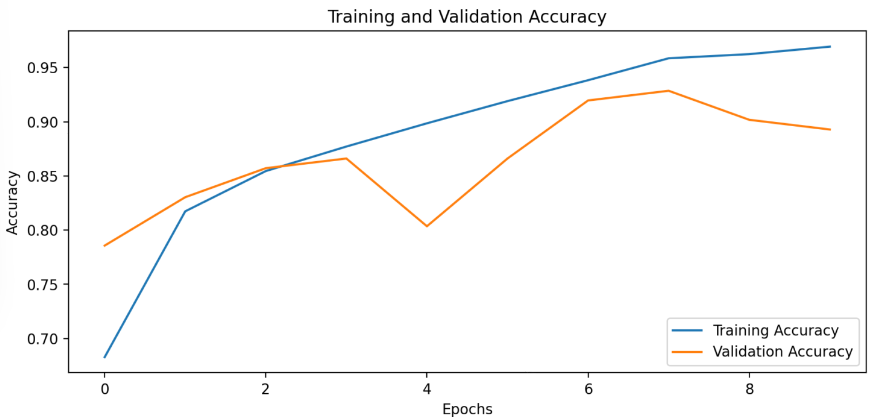 Training and Validation Accuracy
Accuracy
0.95
0.90
0.85
0.80
0.75
0.70
0
2
4
6
8
Epochs
Training Accuracy
Validation Accuracy